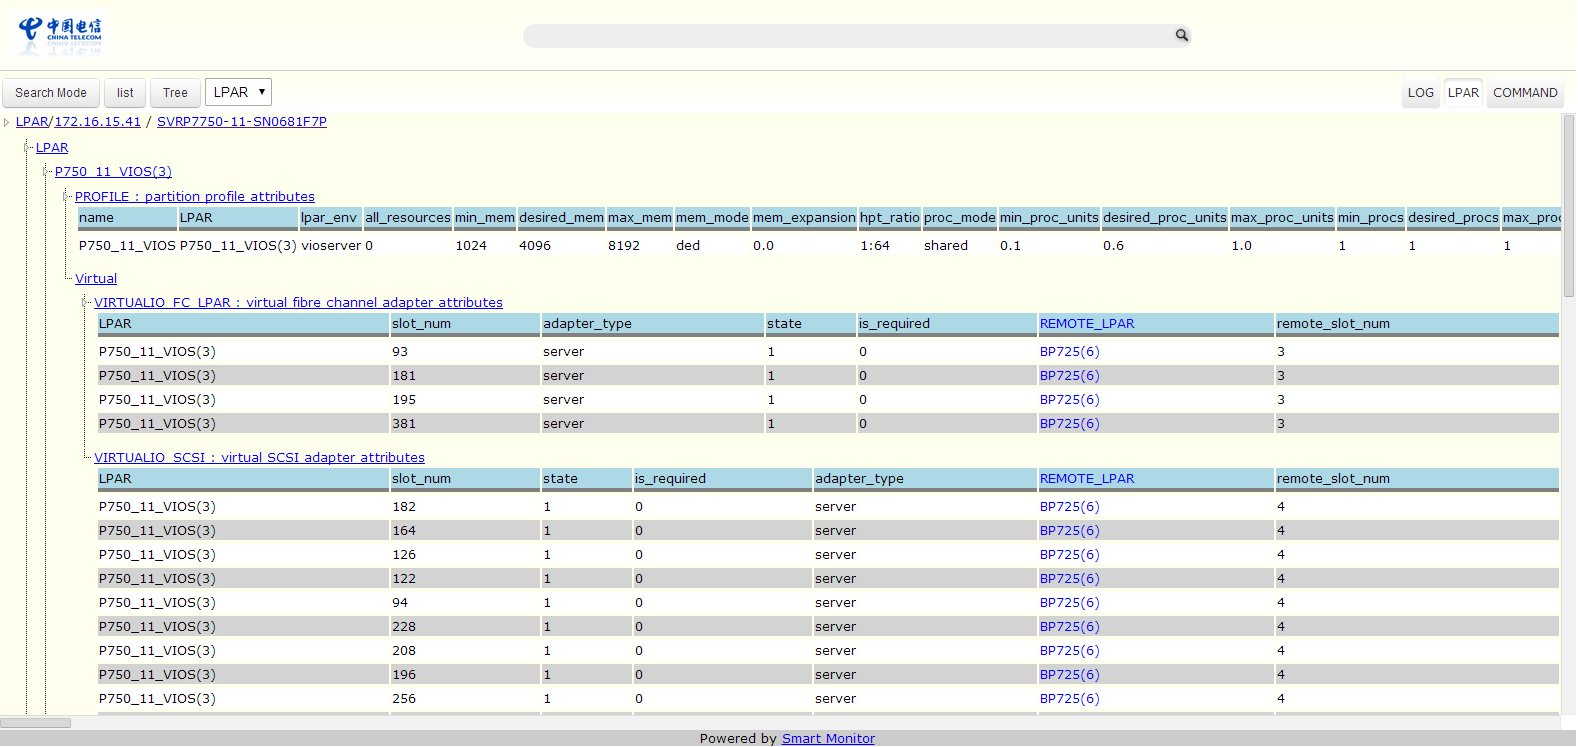 中国电信
CHINA TELECOM
Search Mode list Tree LPAR ▼ LOG LPAR COMMAND
LPAR/172.16.15.41 / SVRP7750-11-SN0681F7P
LPAR
P750_11_VIOS(3)
PROFILE : partition profile attributes
name LPAR lpar_env all_resources min_mem desired_mem max_mem mem_mode mem_expansion hpt_ratio proc_mode min_proc_units desired_proc_units max_proc_units min_procs desired_procs max_proc
P750_11_VIOS P750_11_VIOS(3) vioserver 0 1024 4096 8192 ded 0.0 1:64 shared 0.1 0.6 1.0 1 1 1
Virtual
VIRTUALIO_FC_LPAR : virtual fibre channel adapter attributes
LPAR slot_num adapter_type state is_required REMOTE_LPAR remote_slot_num
P750_11_VIOS(3) 93 server 1 0 BP725(6) 3
P750_11_VIOS(3) 181 server 1 0 BP725(6) 3
P750_11_VIOS(3) 195 server 1 0 BP725(6) 3
P750_11_VIOS(3) 381 server 1 0 BP725(6) 3
VIRTUALIO_SCSI : virtual SCSI adapter attributes
LPAR slot_num state is_required adapter_type REMOTE_LPAR remote_slot_num
P750_11_VIOS(3) 182 1 0 server BP725(6) 4
P750_11_VIOS(3) 164 1 0 server BP725(6) 4
P750_11_VIOS(3) 126 1 0 server BP725(6) 4
P750_11_VIOS(3) 122 1 0 server BP725(6) 4
P750_11_VIOS(3) 94 1 0 server BP725(6) 4
P750_11_VIOS(3) 228 1 0 server BP725(6) 4
P750_11_VIOS(3) 208 1 0 server BP725(6) 4
P750_11_VIOS(3) 196 1 0 server BP725(6) 4
P750_11_VIOS(3) 256 1 0 server BP725(6) 4
Powered by Smart Monitor